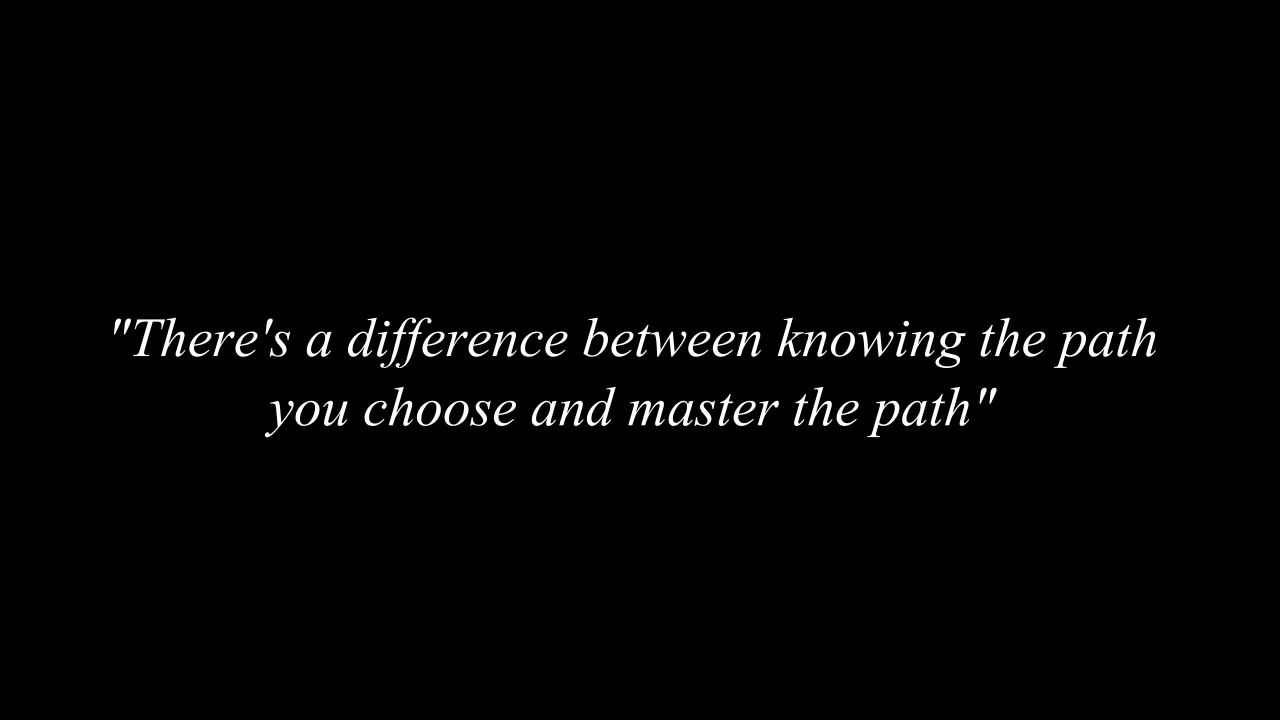 "There's a difference between knowing the path
you choose and master the path"